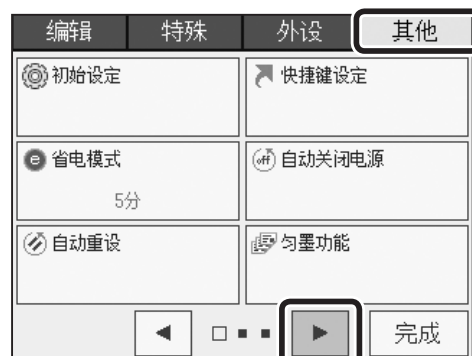 编辑 特殊 外设 其他
初始设定 快捷键设定
省电模式 自动关闭电源
5分
自动重设 匀墨功能
完成